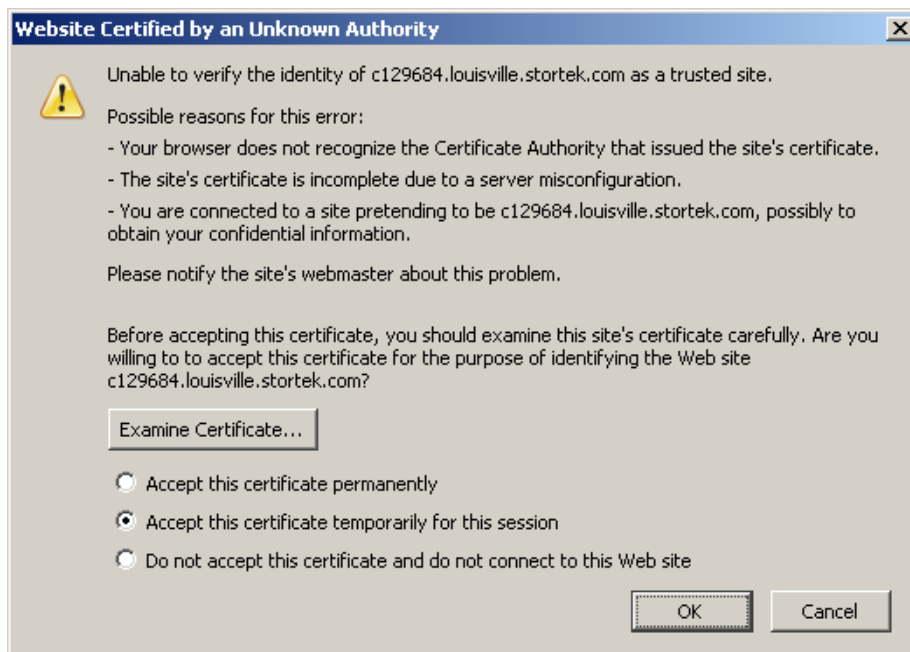 Website Certified by an Unknown Authority
Unable to verify the identity of c129684.louisville.stortek.com as a trusted site.
Possible reasons for this error:
- Your browser does not recognize the Certificate Authority that issued the site's certificate.
- The site's certificate is incomplete due to a server misconfiguration.
- You are connected to a site pretending to be c129684.louisville.stortek.com, possibly to
obtain your confidential information.
Please notify the site's webmaster about this problem.
Before accepting this certificate, you should examine this site's certificate carefully. Are you
willing to to accept this certificate for the purpose of identifying the Web site
c129684.louisville.stortek.com?
Examine Certificate...
Accept this certificate permanently
Accept this certificate temporarily for this session
Do not accept this certificate and do not connect to this Web site
OK
Cancel